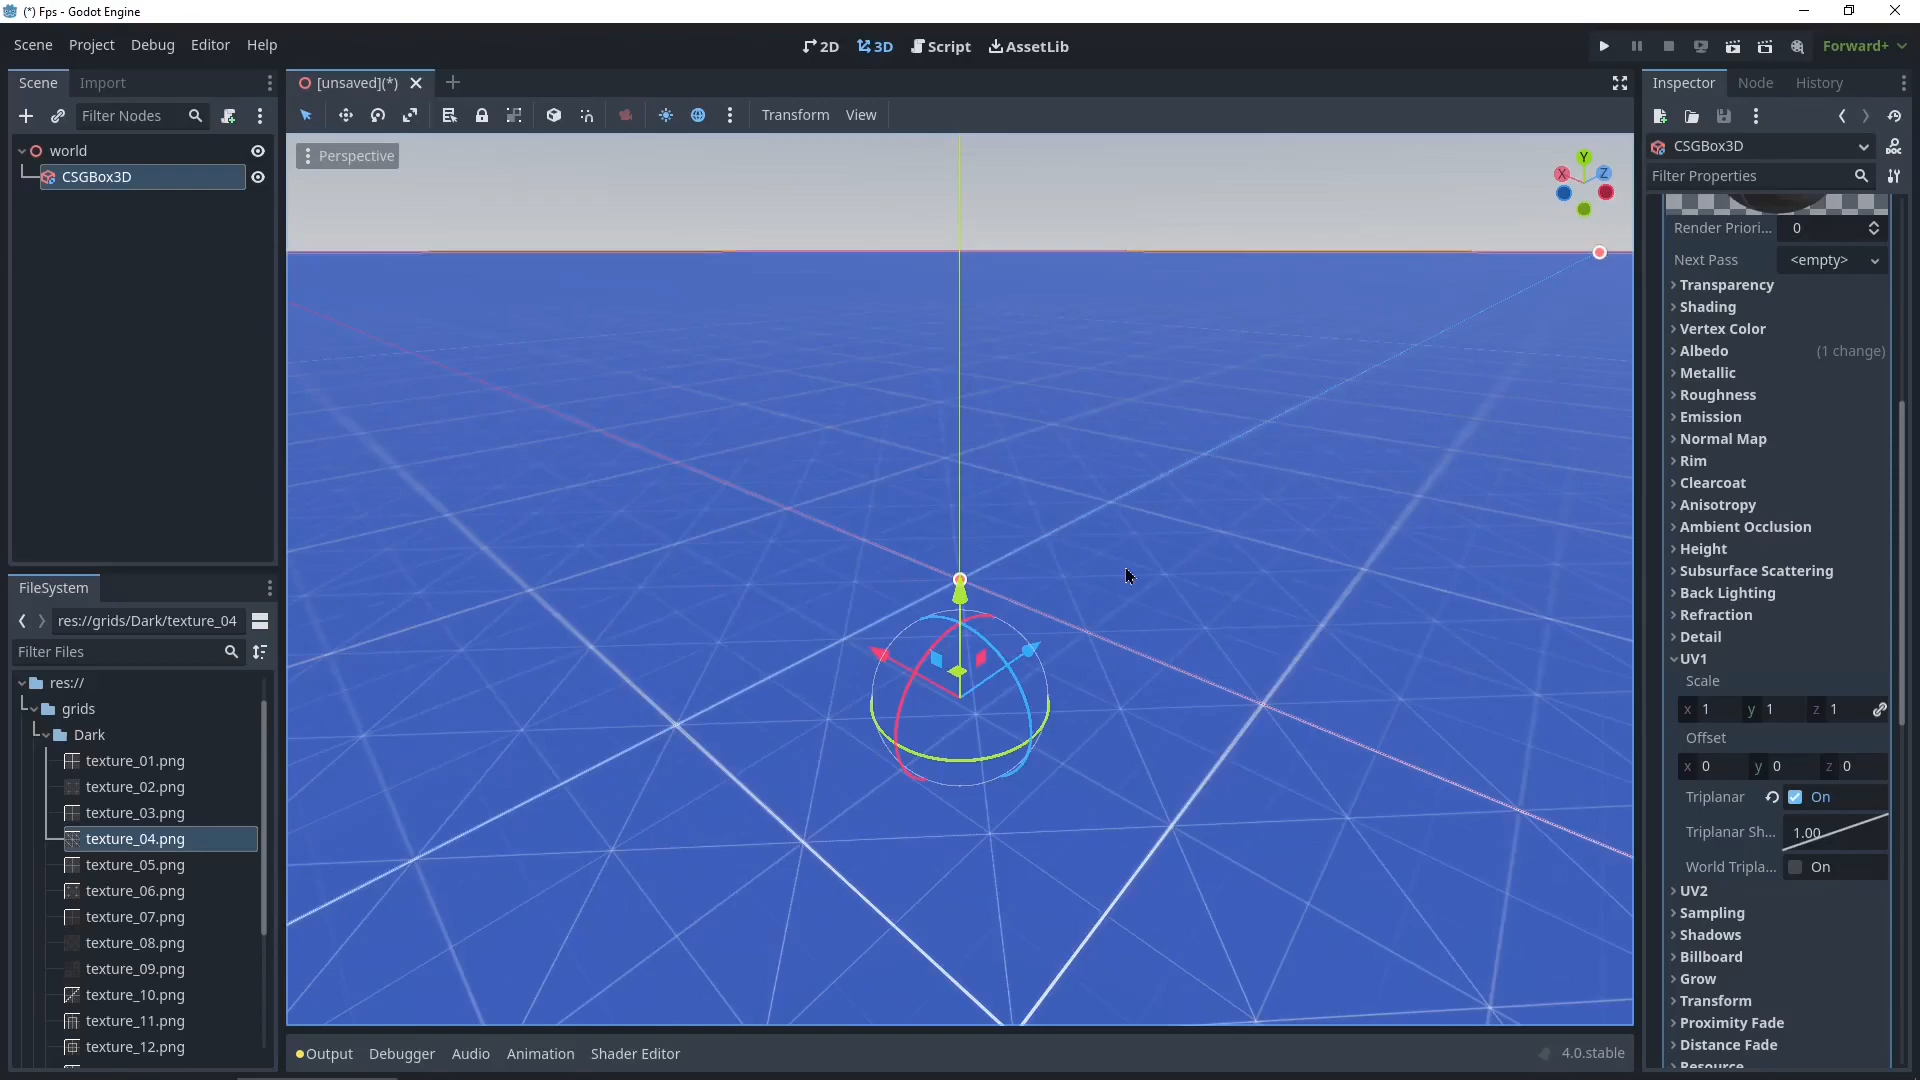 (*) Fps - Godot Engine
Scene Project Debug Editor Help
2D 3D Script AssetLib
Forward+
Scene Import
[unsaved](*)
Inspector Node History
Filter Nodes
Transform View
world
CSGBox3D
Perspective
Y
X Z
CSGBox3D
Filter Properties
Render Priori... 0
Next Pass <empty>
Transparency
Shading
Vertex Color
Albedo (1 change)
Metallic
Roughness
Emission
Normal Map
Rim
Clearcoat
Anisotropy
Ambient Occlusion
Height
Subsurface Scattering
Back Lighting
Refraction
Detail
UV1
Scale
x 1 y 1 z 1
Offset
x 0 y 0 z 0
Triplanar On
Triplanar Sh... 1.00
World Tripla... On
UV2
Sampling
Shadows
Billboard
Grow
Transform
Proximity Fade
Distance Fade
Resource
FileSystem
res://grids/Dark/texture_04
Filter Files
res://
grids
Dark
texture_01.png
texture_02.png
texture_03.png
texture_04.png
texture_05.png
texture_06.png
texture_07.png
texture_08.png
texture_09.png
texture_10.png
texture_11.png
texture_12.png
Output Debugger Audio Animation Shader Editor
4.0.stable